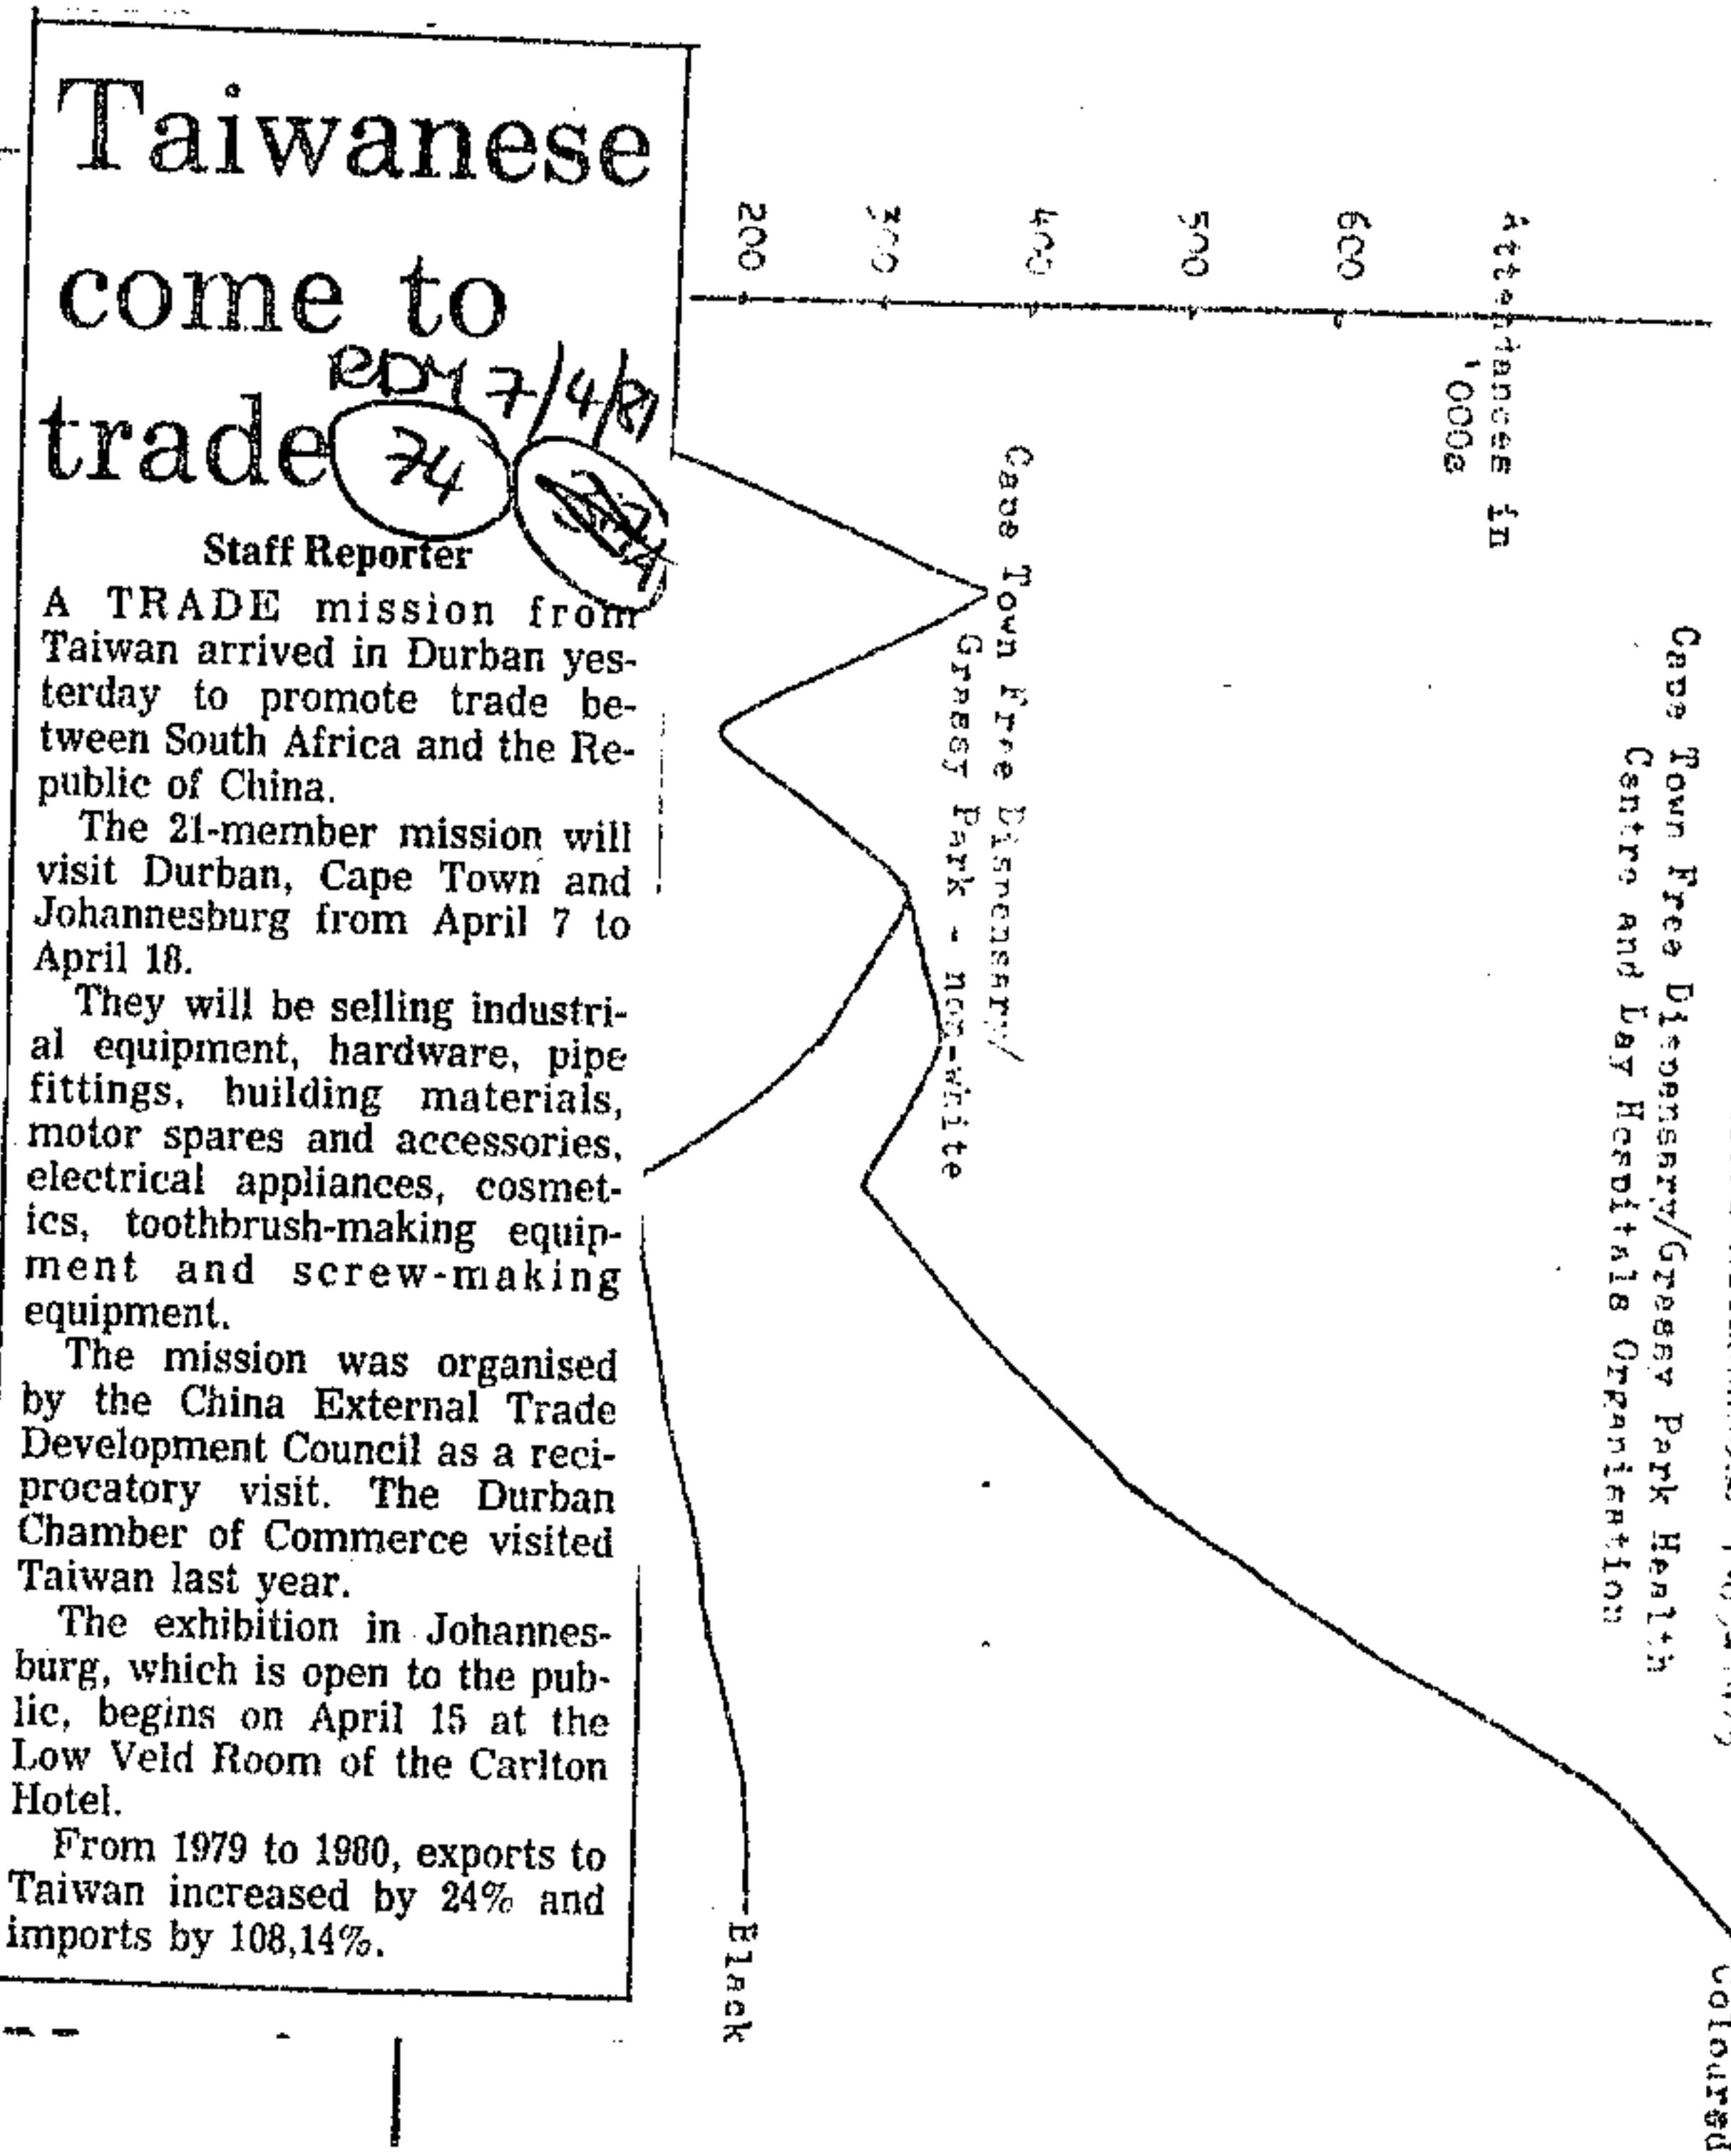 Taiwanese
come to
trade
RDM 7/4/81
74
Staff Reporter
A TRADE mission from
Taiwan arrived in Durban yes-
terday to promote trade be-
tween South Africa and the Re-
public of China.
The 21-member mission will
visit Durban, Cape Town and
Johannesburg from April 7 to
April 18.
They will be selling industri-
al equipment, hardware, pipe
fittings, building materials,
motor spares and accessories,
electrical appliances, cosmet-
ics, toothbrush-making equip-
ment and screw-making
equipment.
The mission was organised
by the China External Trade
Development Council as a reci-
procatory visit. The Durban
Chamber of Commerce visited
Taiwan last year.
The exhibition in Johannes-
burg, which is open to the pub-
lic, begins on April 15 at the
Low Veld Room of the Carlton
Hotel.
From 1979 to 1980, exports to
Taiwan increased by 24% and
imports by 108,14%.
Cape Town Free Dispensary/Grassy Park Health
Centre and Day Hospitals Organisation
Attendances in
'000s
600
500
400
300
200
Cape Town Free Dispensary/
Grassy Park - non-white
Coloured
Black